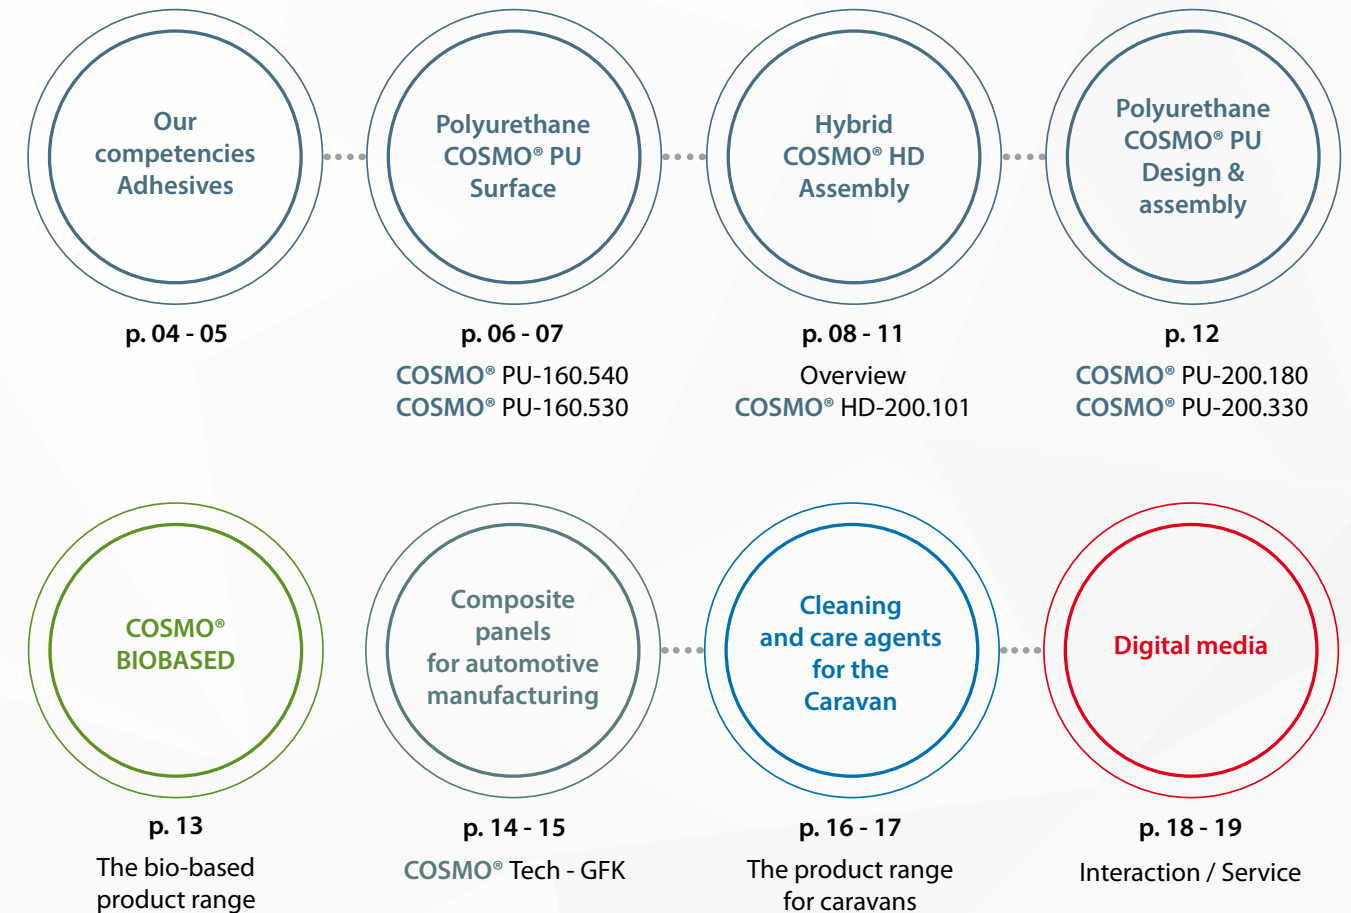 Our
competencies
Adhesives
p. 04 - 05
Polyurethane
COSMO® PU
Surface
p. 06 - 07
COSMO® PU-160.540
COSMO® PU-160.530
Hybrid
COSMO® HD
Assembly
p. 08 - 11
Overview
COSMO® HD-200.101
Polyurethane
COSMO® PU
Design &
assembly
p. 12
COSMO® PU-200.180
COSMO® PU-200.330
COSMO®
BIOBASED
p. 13
The bio-based
product range
Composite
panels
for automotive
manufacturing
p. 14 - 15
COSMO® Tech - GFK
Cleaning
and care agents
for the
Caravan
p. 16 - 17
The product range
for caravans
Digital media
p. 18 - 19
Interaction / Service